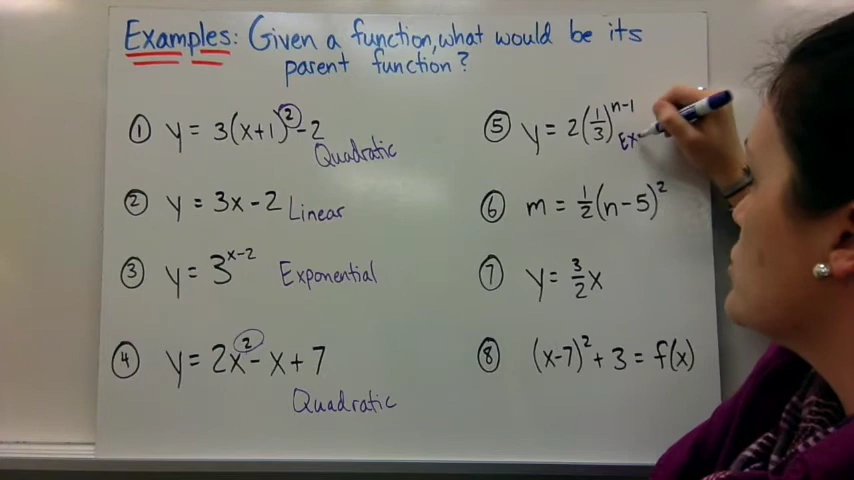 Examples: Given a function, what would be its
parent function?
① y = 3(x+1)² - 2
Quadratic
② y = 3x - 2 Linear
③ y = 3^(x-2) Exponential
④ y = 2x² - x + 7
Quadratic
⑤ y = 2(1/3)^(n-1)
Ex
⑥ m = 1/2(n-5)²
⑦ y = 3/2x
⑧ (x-7)² + 3 = f(x)